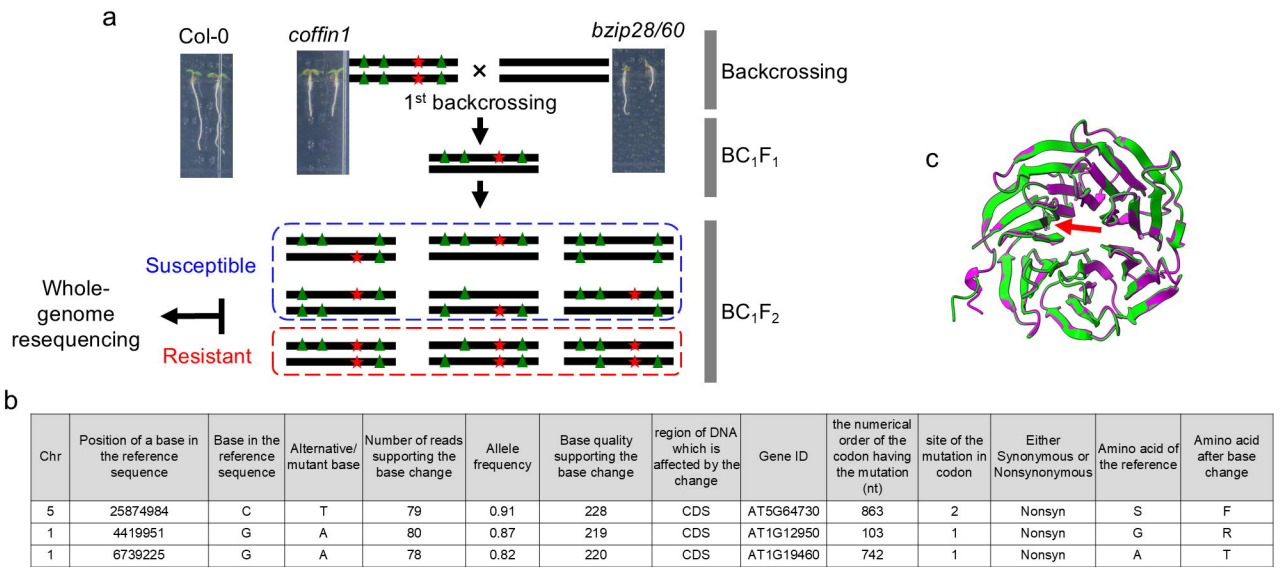 a
Col-0
coffin1
bzip28/60
×
1st backcrossing
Backcrossing
BC1F1
Susceptible
Whole-
genome
resequencing
Resistant
BC1F2
c
b
Chr
Position of a base in
the reference
sequence
Base in the
reference
sequence
Alternative/
mutant base
Number of reads
supporting the
base change
Allele
frequency
Base quality
supporting the
base change
region of DNA
which is
affected by the
change
Gene ID
the numerical
order of the
codon having
the mutation
(nt)
site of the
mutation in
codon
Either
Synonymous or
Nonsynonymous
Amino acid of
the reference
Amino acid
after base
change
5 25874984 C T 79 0.91 228 CDS AT5G64730 863 2 Nonsyn S F
1 4419951 G A 80 0.87 219 CDS AT1G12950 103 1 Nonsyn G R
1 6739225 G A 78 0.82 220 CDS AT1G19460 742 1 Nonsyn A T